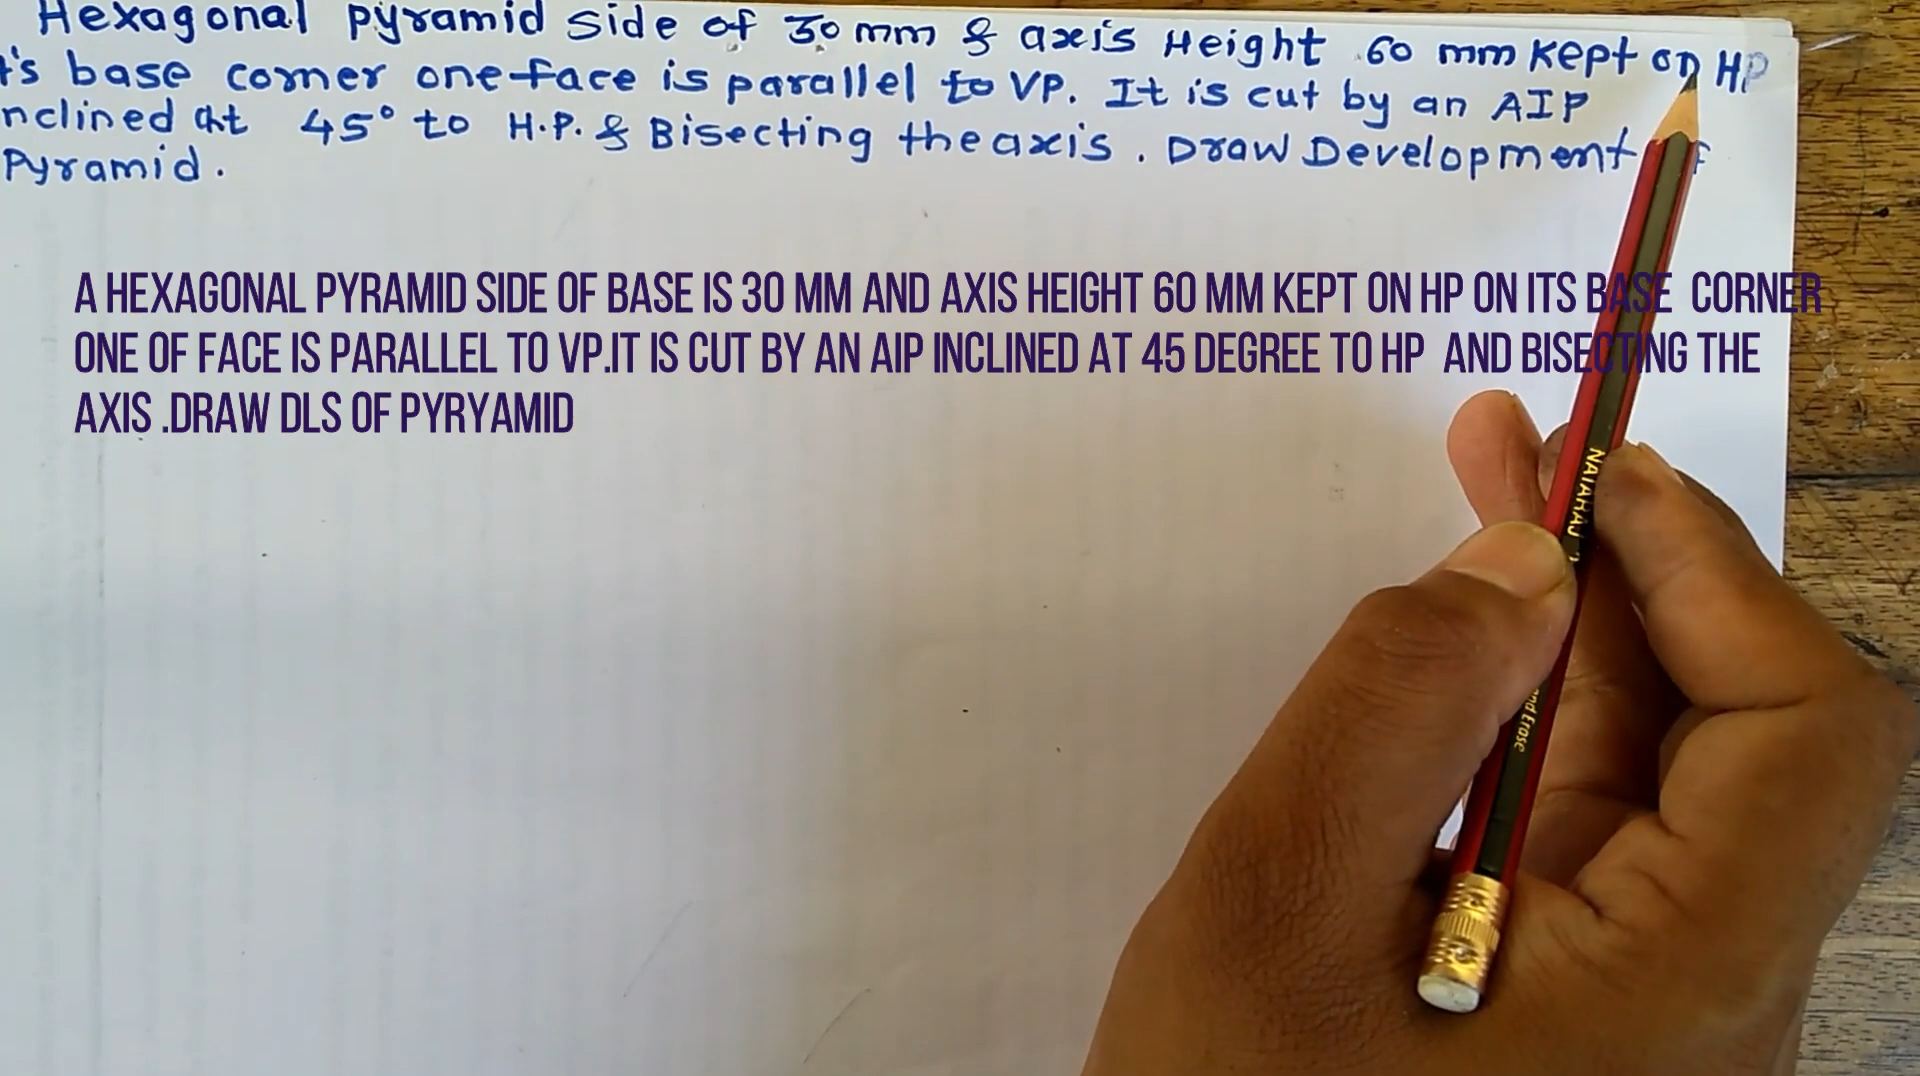 Hexagonal pyramid side of 30 mm & axis Height 60 mm kept on HP
t's base corner one face is parallel to VP. It is cut by an AIP
nclined at 45° to H.P. & Bisecting the axis. Draw Development
Pyramid.
A HEXAGONAL PYRAMID SIDE OF BASE IS 30 MM AND AXIS HEIGHT 60 MM KEPT ON HP ON ITS BASE CORNER
ONE OF FACE IS PARALLEL TO VP.IT IS CUT BY AN AIP INCLINED AT 45 DEGREE TO HP AND BISECTING THE
AXIS .DRAW DLS OF PYRYAMID
NATARAJ
and Erase